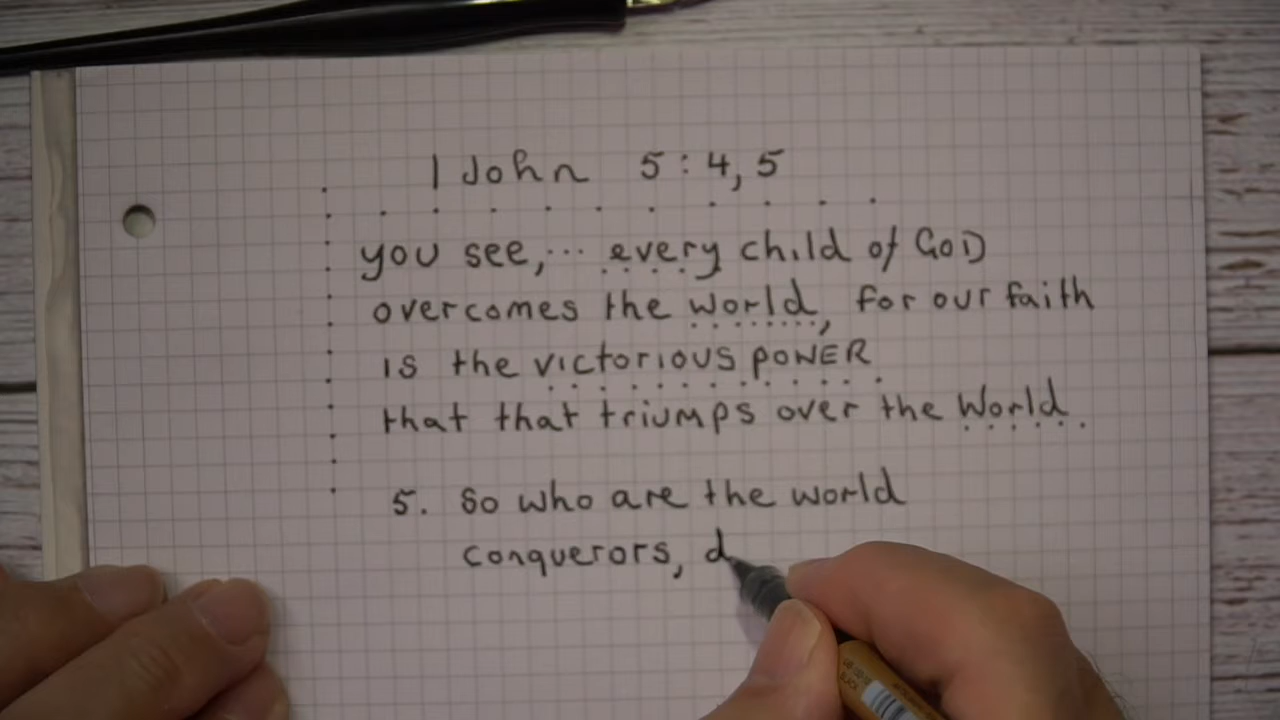 1 John 5:4,5
you see,... every child of GOD
overcomes the world, for our faith
is the victorious POWER
that that triumps over the World
5. So who are the world
conquerors, d